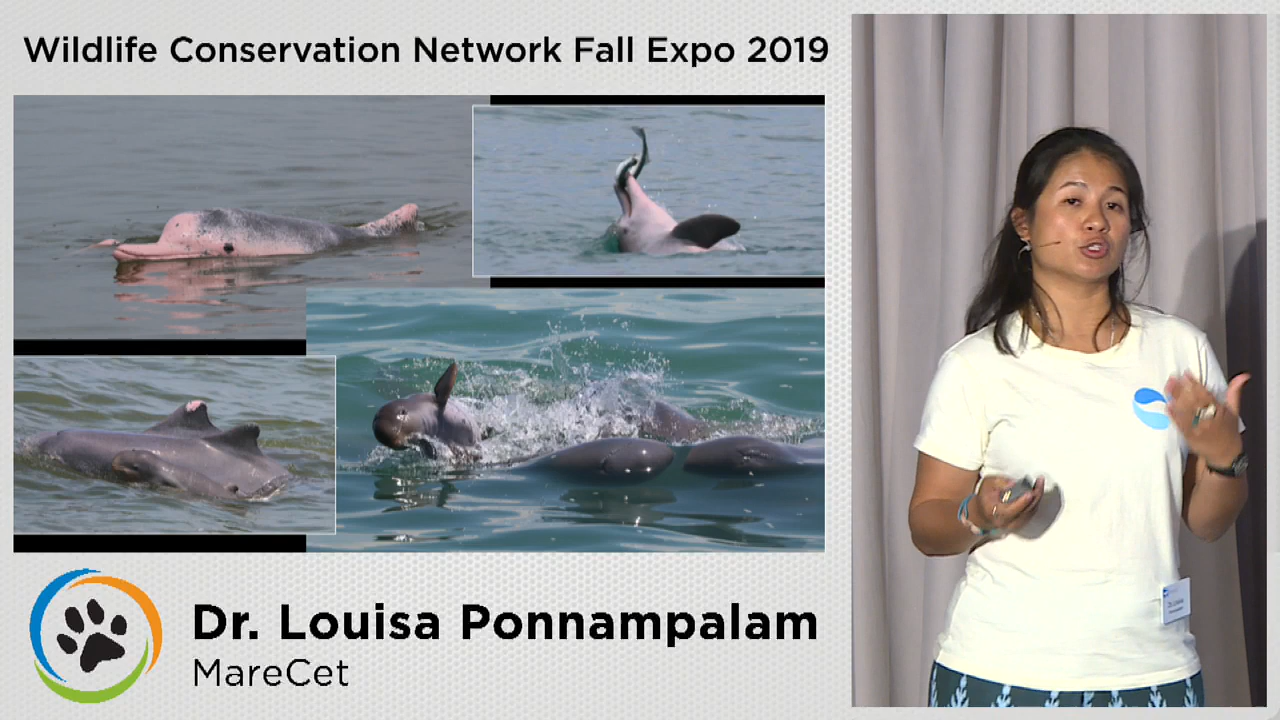 Wildlife Conservation Network Fall Expo 2019
Dr. Louisa Ponnampalam
MareCet